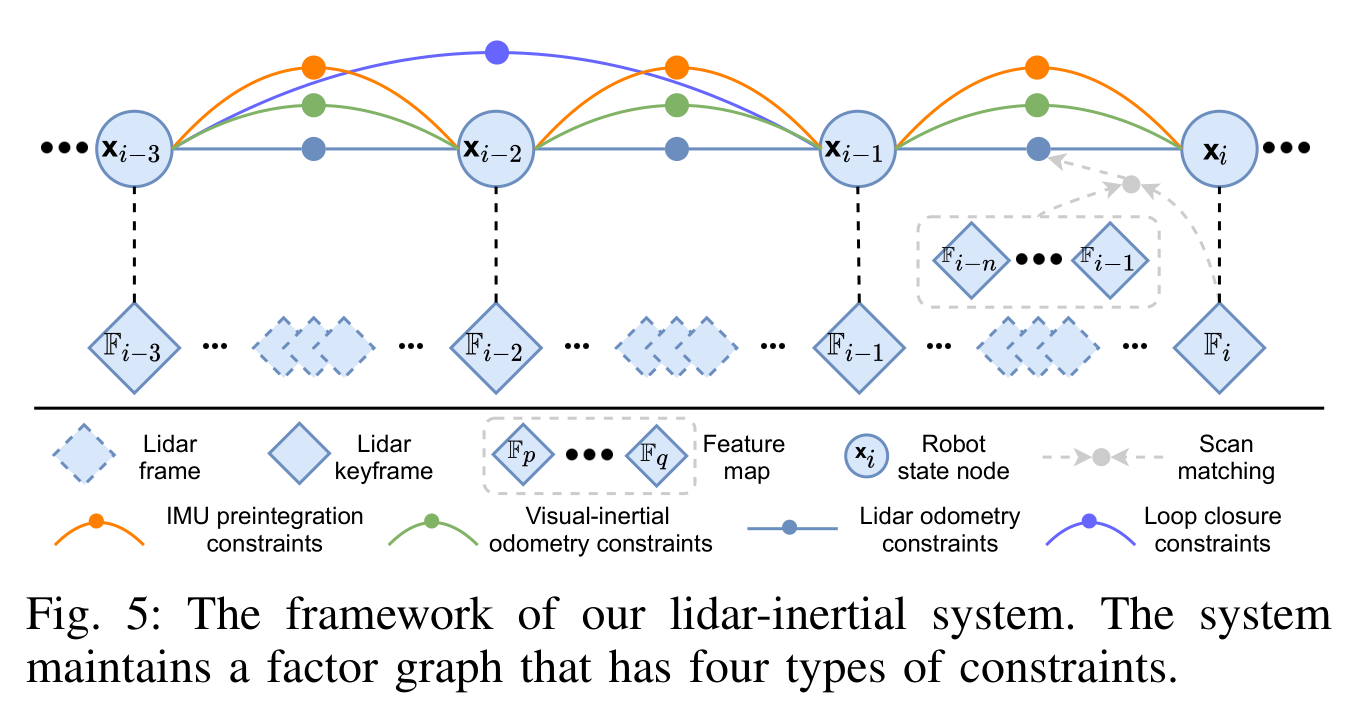 ••• x_{i−3} x_{i−2} x_{i−1} x_i •••
𝔽_{i−n} ••• 𝔽_{i−1}
𝔽_{i−3} ••• ••• 𝔽_{i−2} ••• ••• 𝔽_{i−1} ••• ••• 𝔽_i
Lidar
frame
Lidar
keyframe
𝔽_p ••• 𝔽_q
Feature
map
x_i
Robot
state node
Scan
matching
IMU preintegration
constraints
Visual-inertial
odometry constraints
Lidar odometry
constraints
Loop closure
constraints
Fig. 5: The framework of our lidar-inertial system. The system
maintains a factor graph that has four types of constraints.